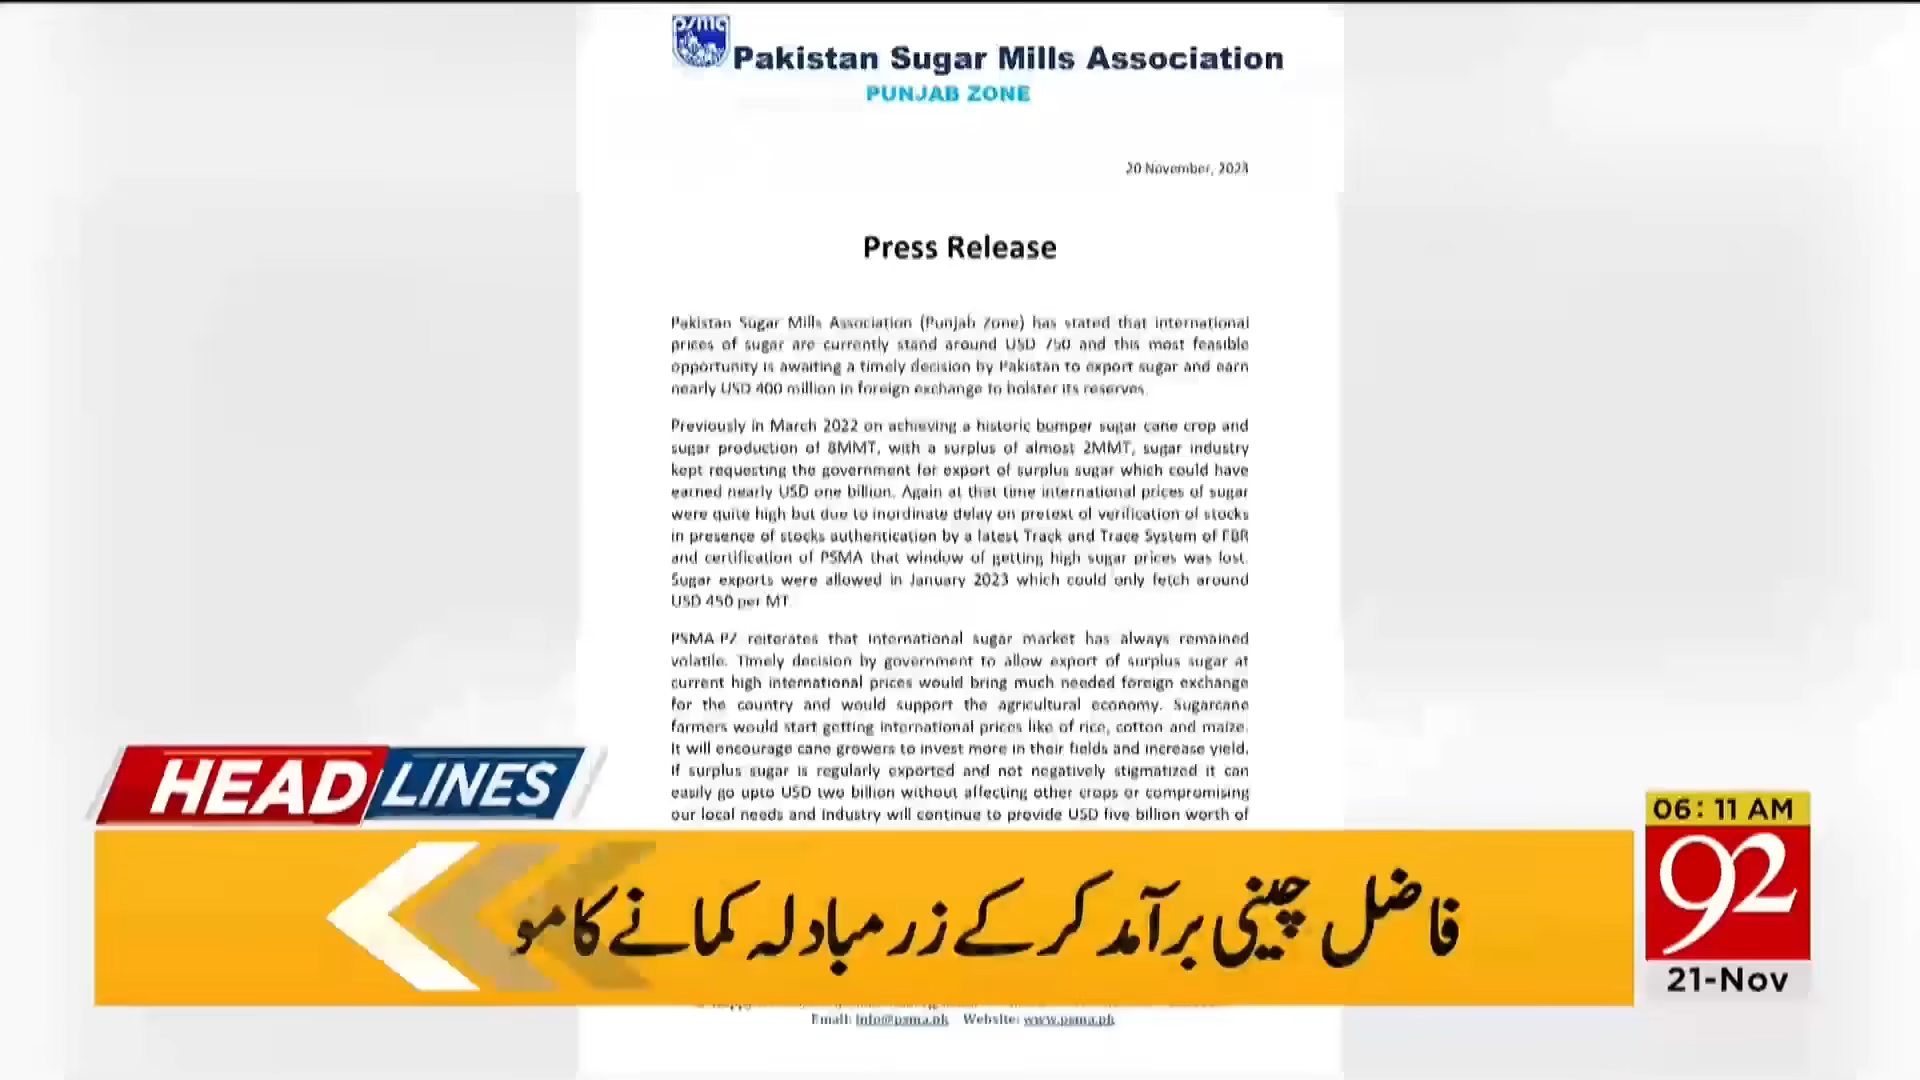 psma
Pakistan Sugar Mills Association
PUNJAB ZONE
20 November, 2023
Press Release
Pakistan Sugar Mills Association (Punjab Zone) has stated that international
prices of sugar are currently stand around USD 750 and this most feasible
opportunity is awaiting a timely decision by Pakistan to export sugar and earn
nearly USD 400 million in foreign exchange to bolster its reserves.
Previously in March 2022 on achieving a historic bumper sugar cane crop and
sugar production of 8MMT, with a surplus of almost 2MMT, sugar industry
kept requesting the government for export of surplus sugar which could have
earned nearly USD one billion. Again at that time international prices of sugar
were quite high but due to inordinate delay on pretext of verification of stocks
in presence of stocks authentication by a latest Track and Trace System of FBR
and certification of PSMA that window of getting high sugar prices was lost.
Sugar exports were allowed in January 2023 which could only fetch around
USD 450 per MT.
PSMA-PZ reiterates that international sugar market has always remained
volatile. Timely decision by government to allow export of surplus sugar at
current high international prices would bring much needed foreign exchange
for the country and would support the agricultural economy. Sugarcane
farmers would start getting international prices like of rice, cotton and maize.
It will encourage cane growers to invest more in their fields and increase yield.
If surplus sugar is regularly exported and not negatively stigmatized it can
easily go upto USD two billion without affecting other crops or compromising
our local needs and industry will continue to provide USD five billion worth of
HEADLINES
06:11 AM
فاضل چینی برآمد کرکے زرمبادلہ کمانے کا مو
92
21-Nov
Email: info@psma.pk Website: www.psma.pk